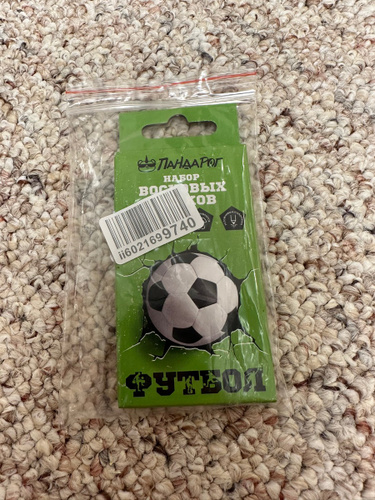 ПАНДАРОГ
НАБОР
ВОСКОВЫХ
ii6021699740
ФУТБОЛ